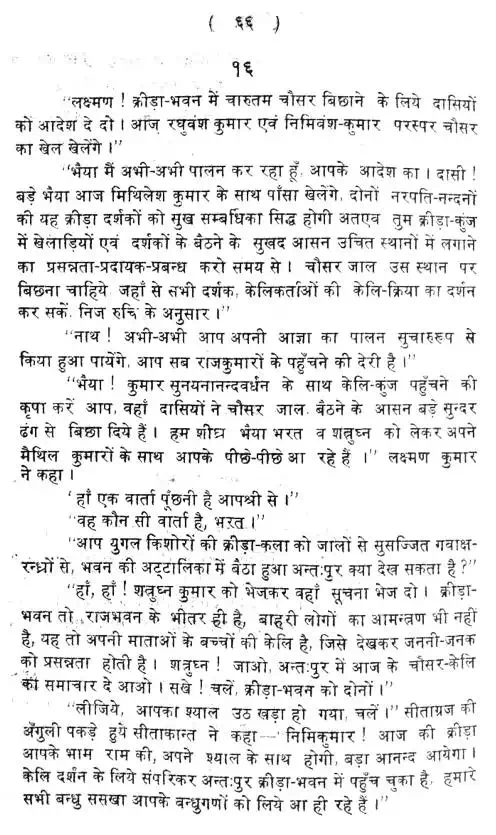 ( ६६ )
१६
"लक्ष्मण ! क्रीड़ा-भवन में चारुतम चौसर बिछाने के लिये दासियों
को आदेश दे दो । आज रघुवंश कुमार एवं निमिवंश-कुमार परस्पर चौसर
का खेल खेलेंगे ।"
"भैया मैं अभी-अभी पालन कर रहा हूं, आपके आदेश का । दासी !
बड़े भैया आज मिथिलेश कुमार के साथ पाँसा खेलेंगे, दोनों नरपति-नन्दनों
की यह क्रीड़ा दर्शकों को सुख सम्बर्धिका सिद्ध होगी अतएव तुम क्रीड़ा-कुंज
में खेलाड़ियों एवं दर्शकों के बैठने के सुखद आसन उचित स्थानों में लगाने
का प्रसन्नता-प्रदायक-प्रबन्ध करो समय से । चौसर जाल उस स्थान पर
बिछना चाहिये जहाँ से सभी दर्शक, केलिकर्ताओं की केलि-क्रिया का दर्शन
कर सकें, निज रुचि के अनुसार ।"
"नाथ ! अभी-अभी आप अपनी आज्ञा का पालन सुचारुरूप से
किया हुआ पायेंगे, आप सब राजकुमारों के पहुँचने की देरी है ।"
"भैया ! कुमार सुनयनानन्दवर्धन के साथ केलि-कुंज पहुँचने की
कृपा करें आप, वहाँ दासियों ने चौसर जाल, बैठने के आसन बड़े सुन्दर
ढंग से बिछा दिये हैं । हम शीघ्र भैया भरत व शत्रुघ्न को लेकर अपने
मैथिल कुमारों के साथ आपके पीछे-पीछे आ रहे हैं ।" लक्ष्मण कुमार
ने कहा ।
'हाँ एक वार्ता पूँछनी है आपश्री से ।"
"वह कौन सी वार्ता है, भरत ।"
"आप युगल किशोरों की क्रीड़ा-कला को जालों से सुसज्जित गवाक्ष-
रन्ध्रों से, भवन की अट्टालिका में बैठा हुआ अन्तःपुर क्या देख सकता है ?"
"हाँ, हाँ ! शत्रुघ्न कुमार को भेजकर वहाँ सूचना भेज दो । क्रीड़ा-
भवन तो राजभवन के भीतर ही है, बाहरी लोगों का आमन्त्रण भी नहीं
है, यह तो अपनी माताओं के बच्चों की केलि है, जिसे देखकर जननी-जनक
को प्रसन्नता होती है । शत्रुघ्न ! जाओ, अन्तःपुर में आज के चौसर-केलि
का समाचार दे आओ । सखे ! चलें, क्रीड़ा-भवन को दोनों ।"
"लीजिये, आपका श्याल उठ खड़ा हो गया, चलें ।" सीताग्रज की
अँगुली पकड़े हुये सीताकान्त ने कहा— 'निमिकुमार ! आज की क्रीड़ा
आपके भाम राम की, अपने श्याल के साथ होगी, बड़ा आनन्द आयेगा ।
केलि दर्शन के लिये संपरिकर अन्तःपुर क्रीड़ा-भवन में पहुँच चुका है, हमारे
सभी बन्धु ससखा आपके बन्धुगणों को लिये आ ही रहे हैं ।"